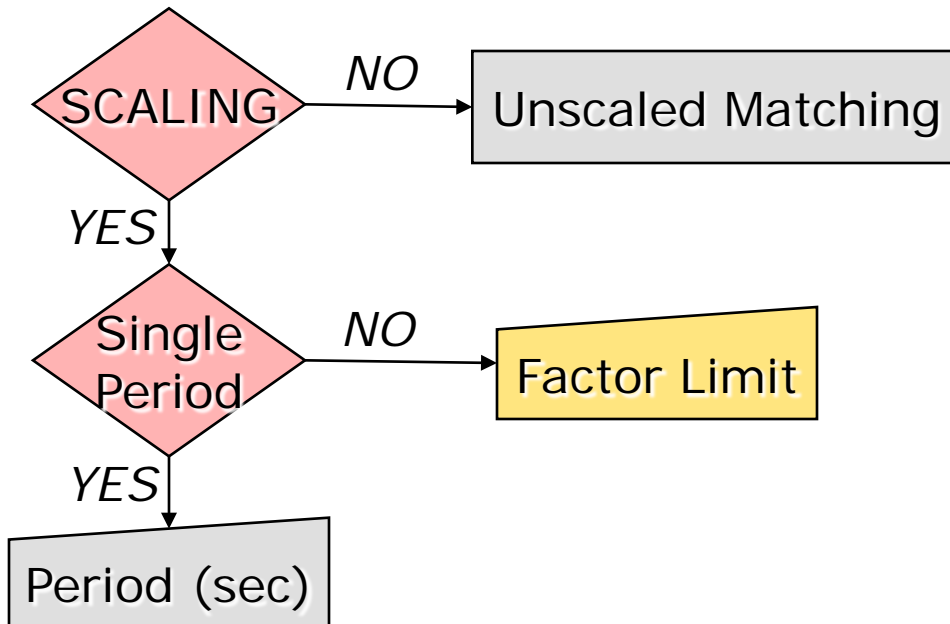 SCALING
NO
Unscaled Matching
YES
Single
Period
NO
Factor Limit
YES
Period (sec)